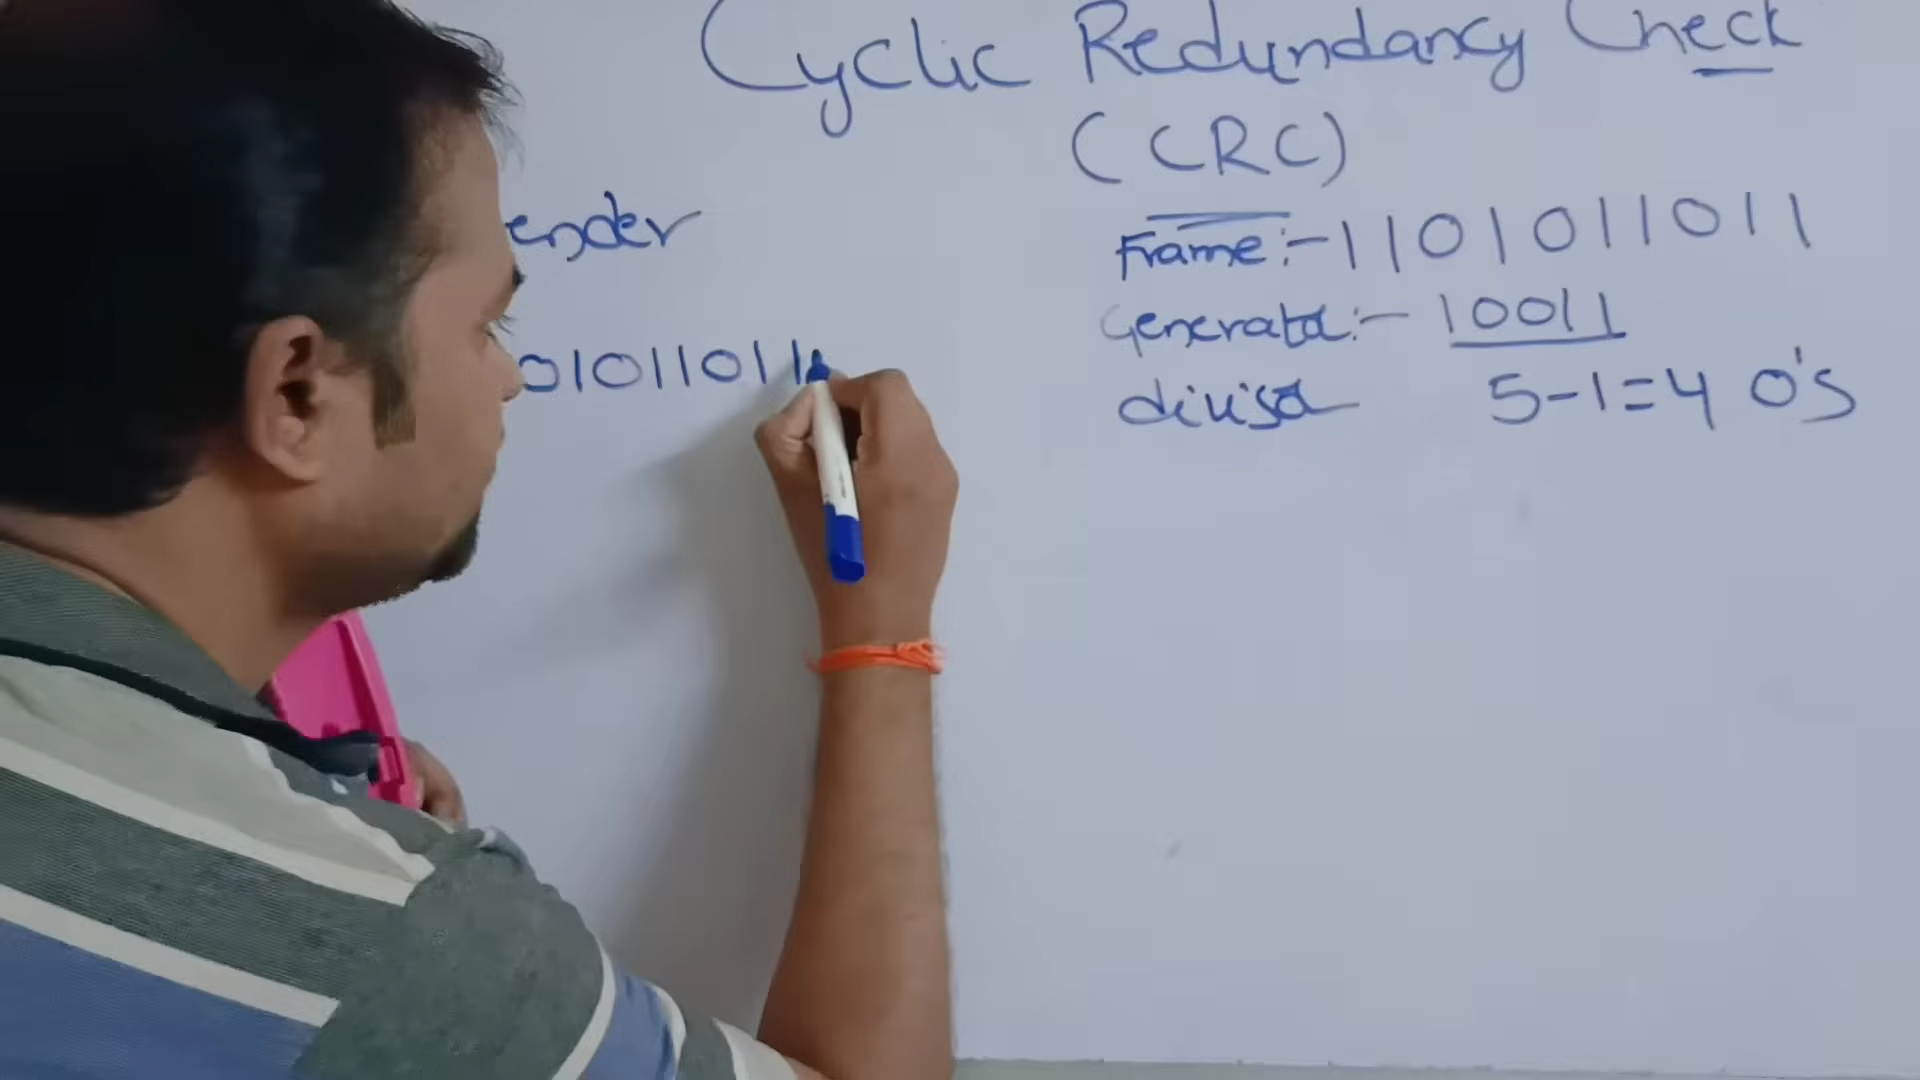 Cyclic Redundancy Check
(CRC)
ender
Frame:- 1101011011
Generator:- 10011
divisor 5-1=4 0's
01011011